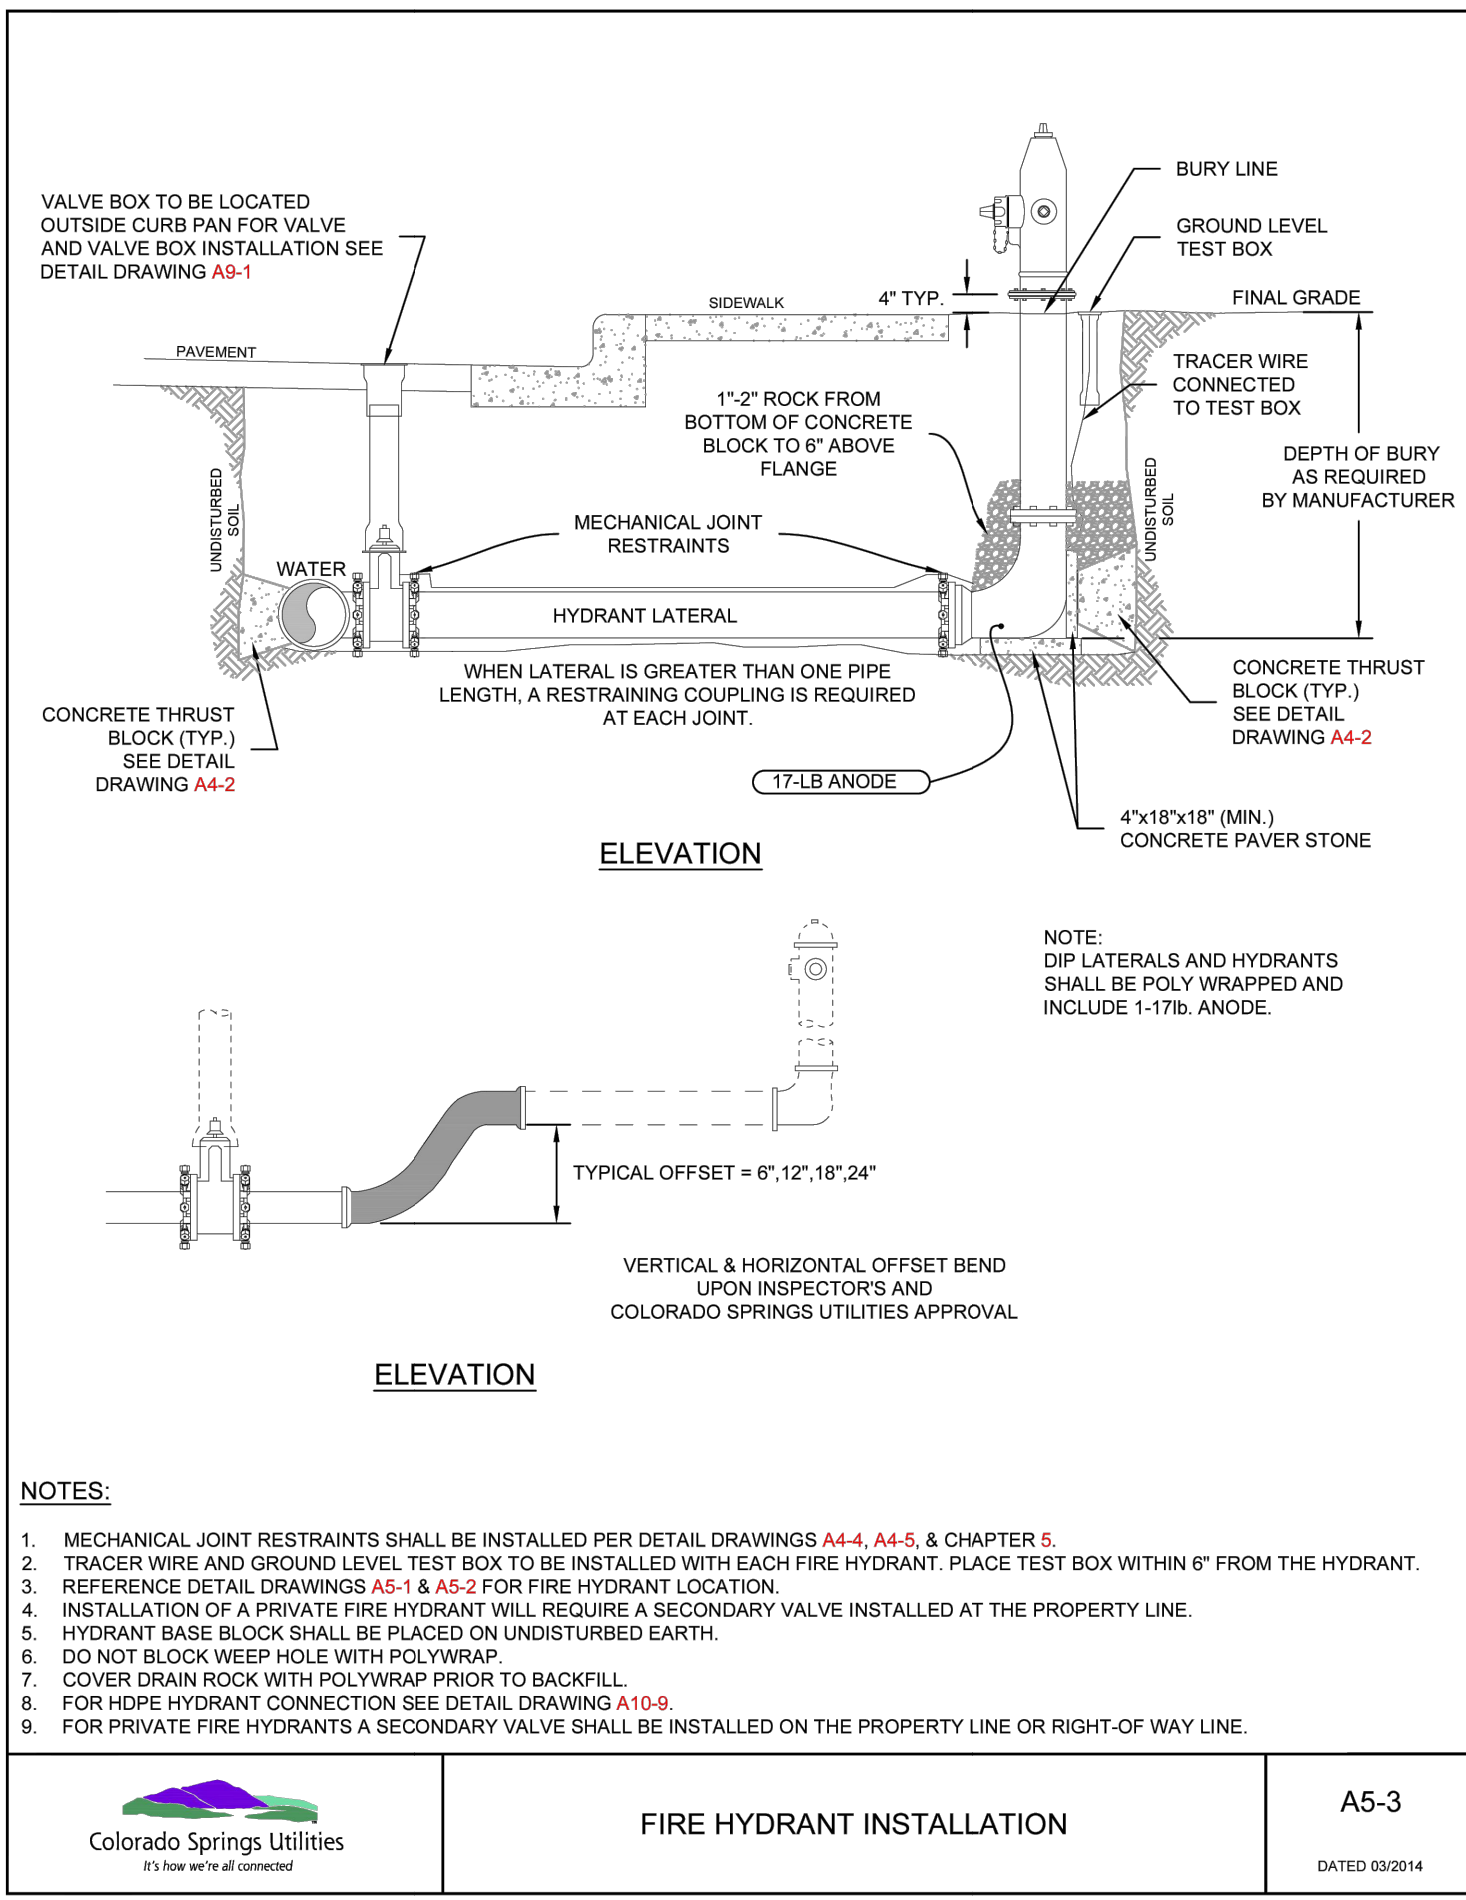 VALVE BOX TO BE LOCATED
OUTSIDE CURB PAN FOR VALVE
AND VALVE BOX INSTALLATION SEE
DETAIL DRAWING A9-1
BURY LINE
GROUND LEVEL
TEST BOX
4" TYP.
FINAL GRADE
SIDEWALK
PAVEMENT
TRACER WIRE
CONNECTED
TO TEST BOX
1"-2" ROCK FROM
BOTTOM OF CONCRETE
BLOCK TO 6" ABOVE
FLANGE
DEPTH OF BURY
AS REQUIRED
BY MANUFACTURER
UNDISTURBED
SOIL
UNDISTURBED
SOIL
MECHANICAL JOINT
RESTRAINTS
WATER
HYDRANT LATERAL
WHEN LATERAL IS GREATER THAN ONE PIPE
LENGTH, A RESTRAINING COUPLING IS REQUIRED
AT EACH JOINT.
CONCRETE THRUST
BLOCK (TYP.)
SEE DETAIL
DRAWING A4-2
CONCRETE THRUST
BLOCK (TYP.)
SEE DETAIL
DRAWING A4-2
17-LB ANODE
4"x18"x18" (MIN.)
CONCRETE PAVER STONE
ELEVATION
NOTE:
DIP LATERALS AND HYDRANTS
SHALL BE POLY WRAPPED AND
INCLUDE 1-17lb. ANODE.
TYPICAL OFFSET = 6",12",18",24"
VERTICAL & HORIZONTAL OFFSET BEND
UPON INSPECTOR'S AND
COLORADO SPRINGS UTILITIES APPROVAL
ELEVATION
NOTES:
1. MECHANICAL JOINT RESTRAINTS SHALL BE INSTALLED PER DETAIL DRAWINGS A4-4, A4-5, & CHAPTER 5.
2. TRACER WIRE AND GROUND LEVEL TEST BOX TO BE INSTALLED WITH EACH FIRE HYDRANT. PLACE TEST BOX WITHIN 6" FROM THE HYDRANT.
3. REFERENCE DETAIL DRAWINGS A5-1 & A5-2 FOR FIRE HYDRANT LOCATION.
4. INSTALLATION OF A PRIVATE FIRE HYDRANT WILL REQUIRE A SECONDARY VALVE INSTALLED AT THE PROPERTY LINE.
5. HYDRANT BASE BLOCK SHALL BE PLACED ON UNDISTURBED EARTH.
6. DO NOT BLOCK WEEP HOLE WITH POLYWRAP.
7. COVER DRAIN ROCK WITH POLYWRAP PRIOR TO BACKFILL.
8. FOR HDPE HYDRANT CONNECTION SEE DETAIL DRAWING A10-9.
9. FOR PRIVATE FIRE HYDRANTS A SECONDARY VALVE SHALL BE INSTALLED ON THE PROPERTY LINE OR RIGHT-OF WAY LINE.
Colorado Springs Utilities
It's how we're all connected
FIRE HYDRANT INSTALLATION
A5-3
DATED 03/2014